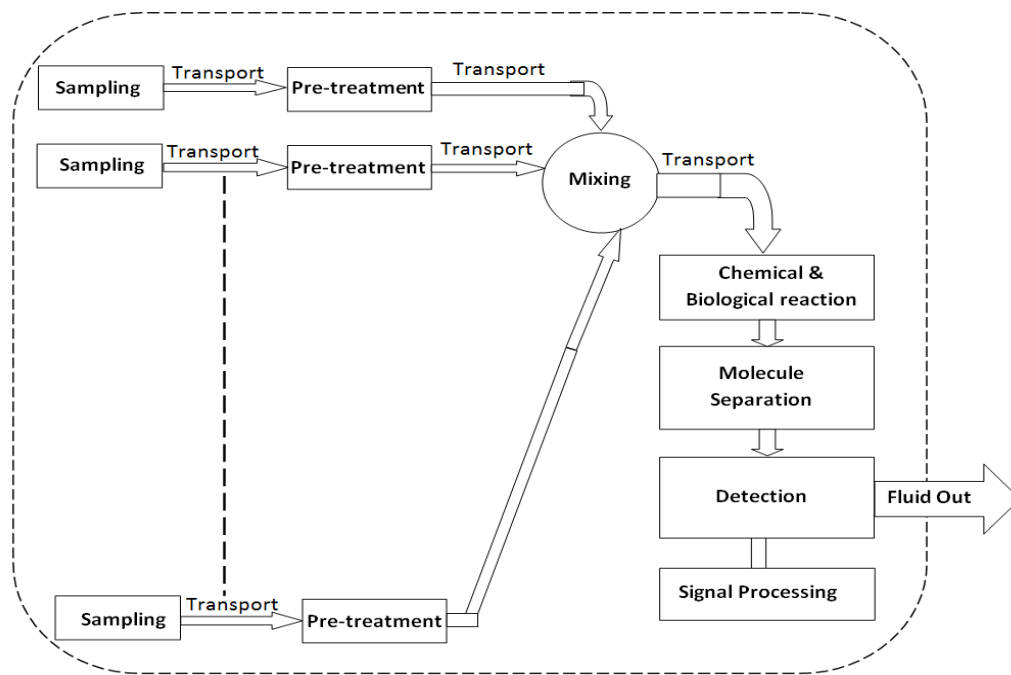 Sampling
Transport
Pre-treatment
Transport
Sampling
Transport
Pre-treatment
Transport
Mixing
Transport
Chemical &
Biological reaction
Molecule
Separation
Detection
Fluid Out
Signal Processing
Sampling
Transport
Pre-treatment